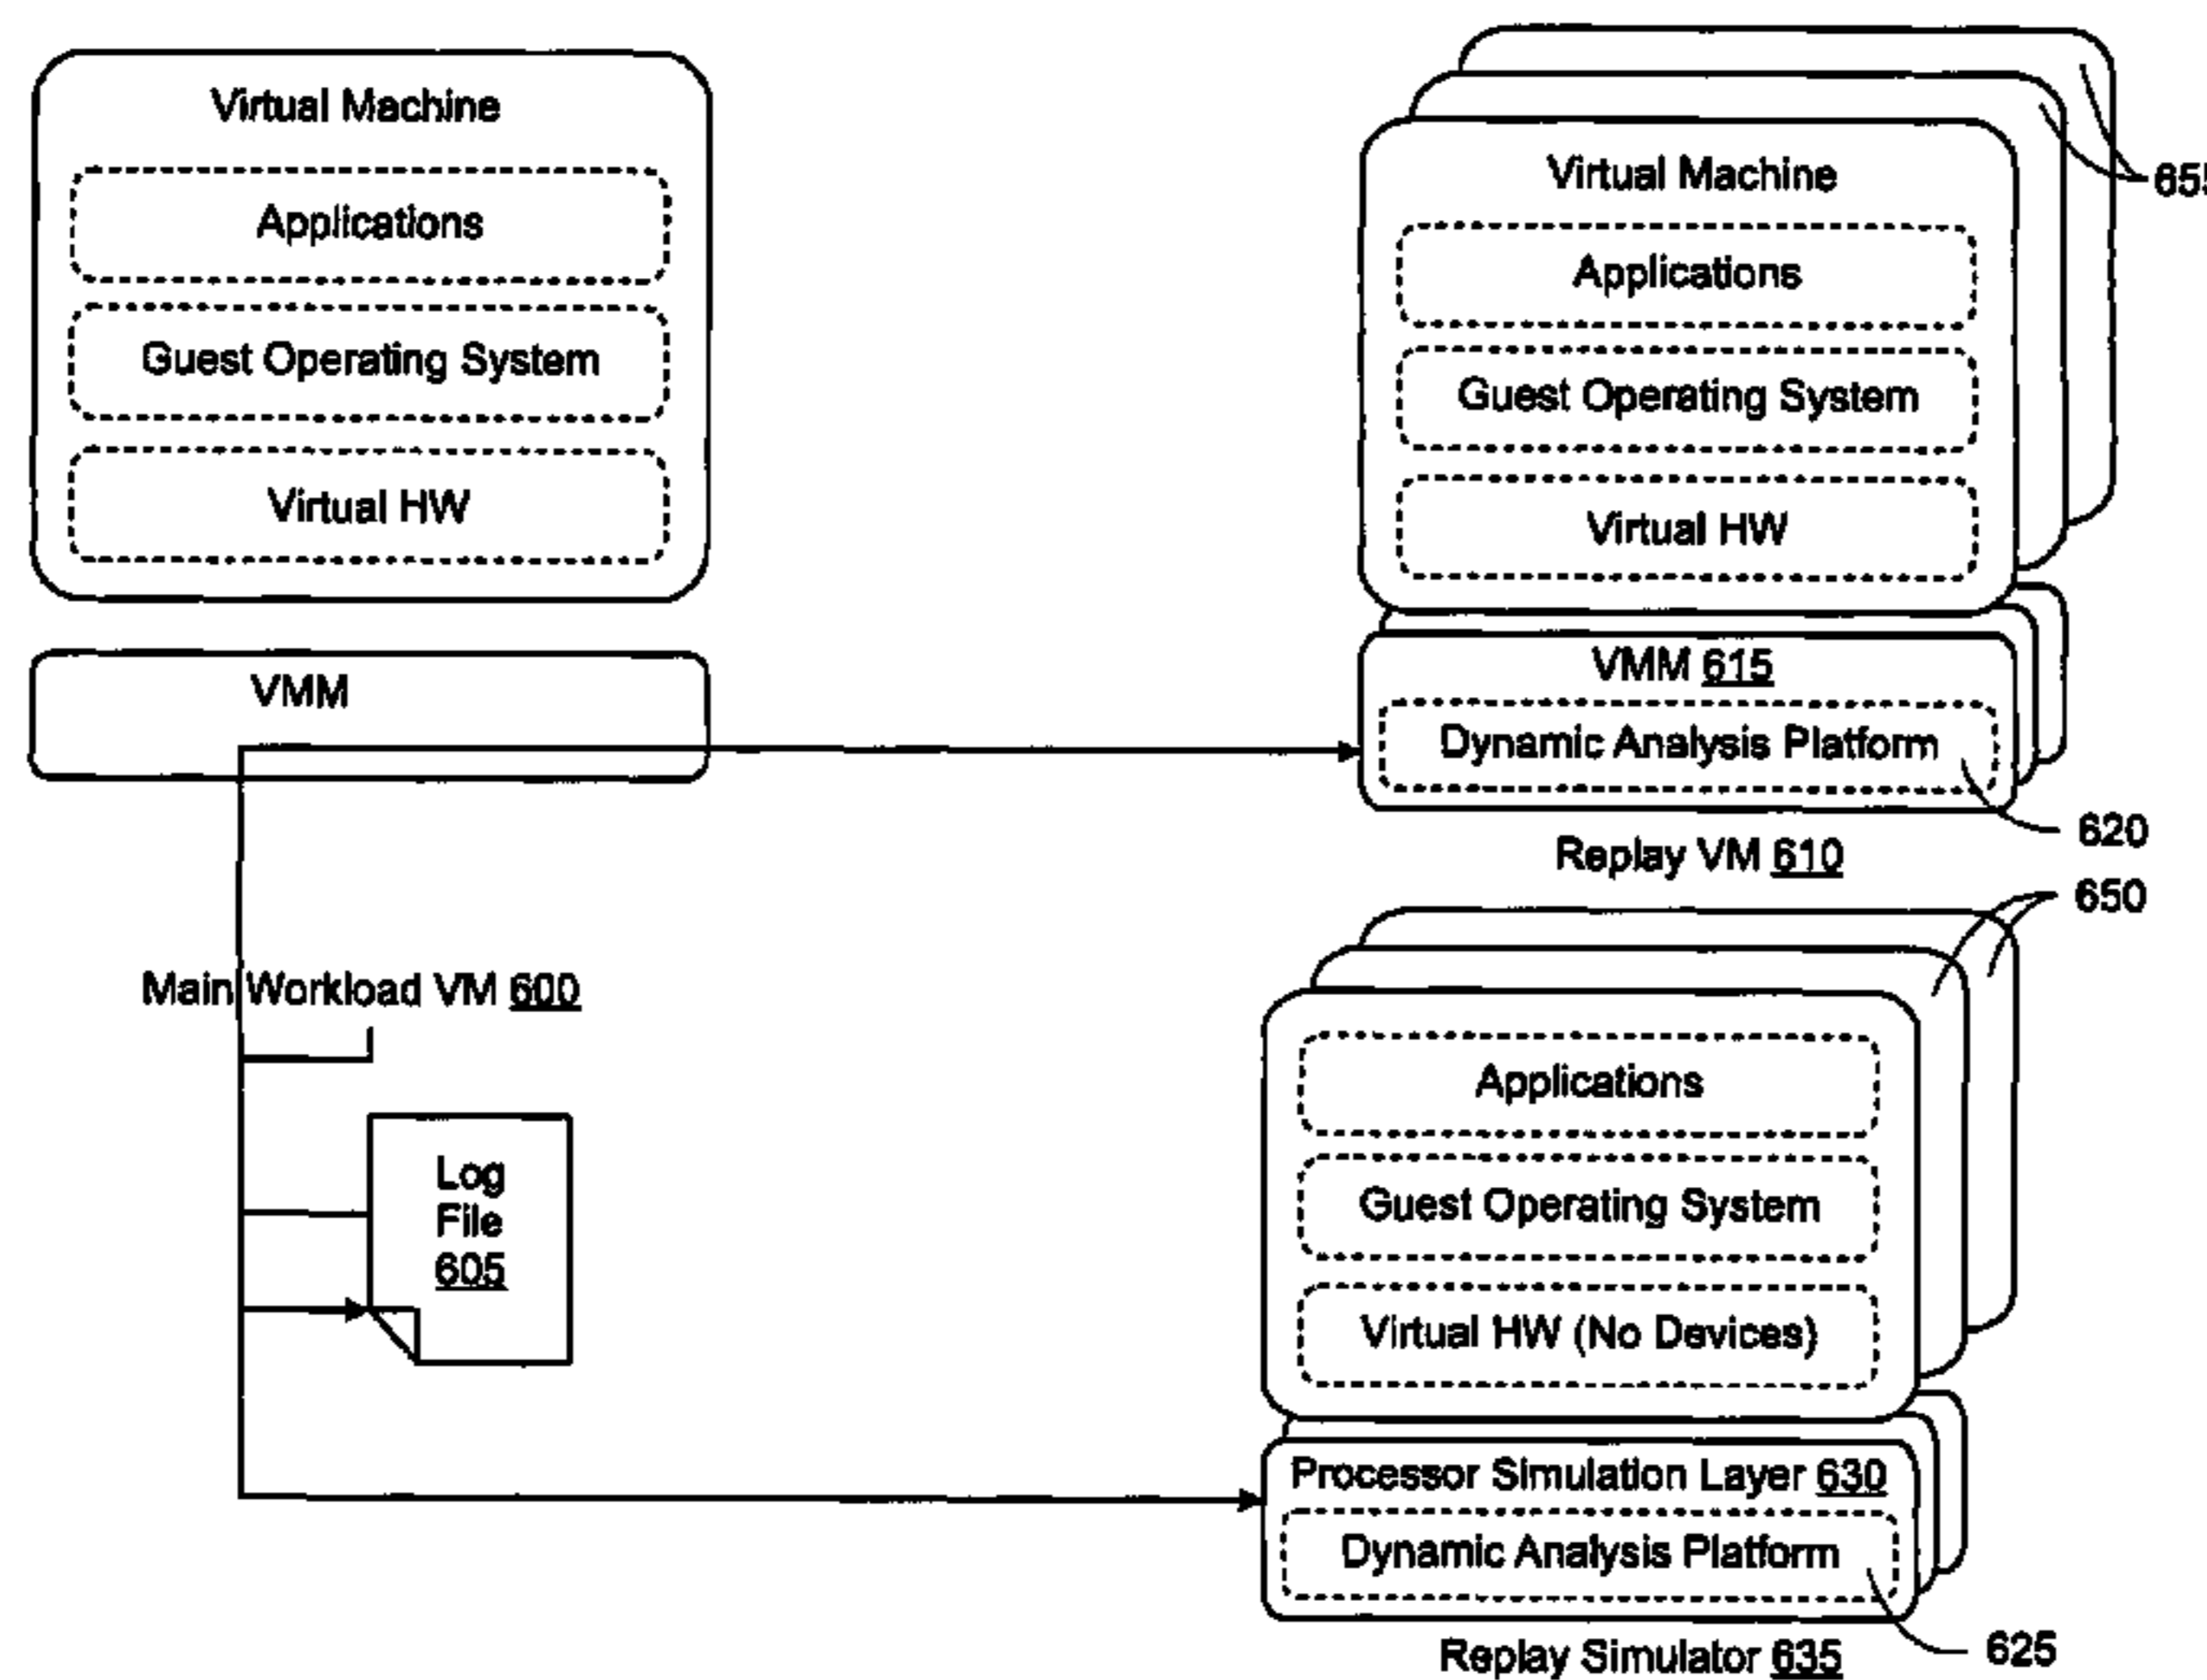 Virtual Machine
Applications
Guest Operating System
Virtual HW
VMM
Main Workload VM 600
Log
File
605
Virtual Machine
Applications
Guest Operating System
Virtual HW
655
VMM 615
Dynamic Analysis Platform
620
Replay VM 610
650
Applications
Guest Operating System
Virtual HW (No Devices)
Processor Simulation Layer 630
Dynamic Analysis Platform
625
Replay Simulator 635